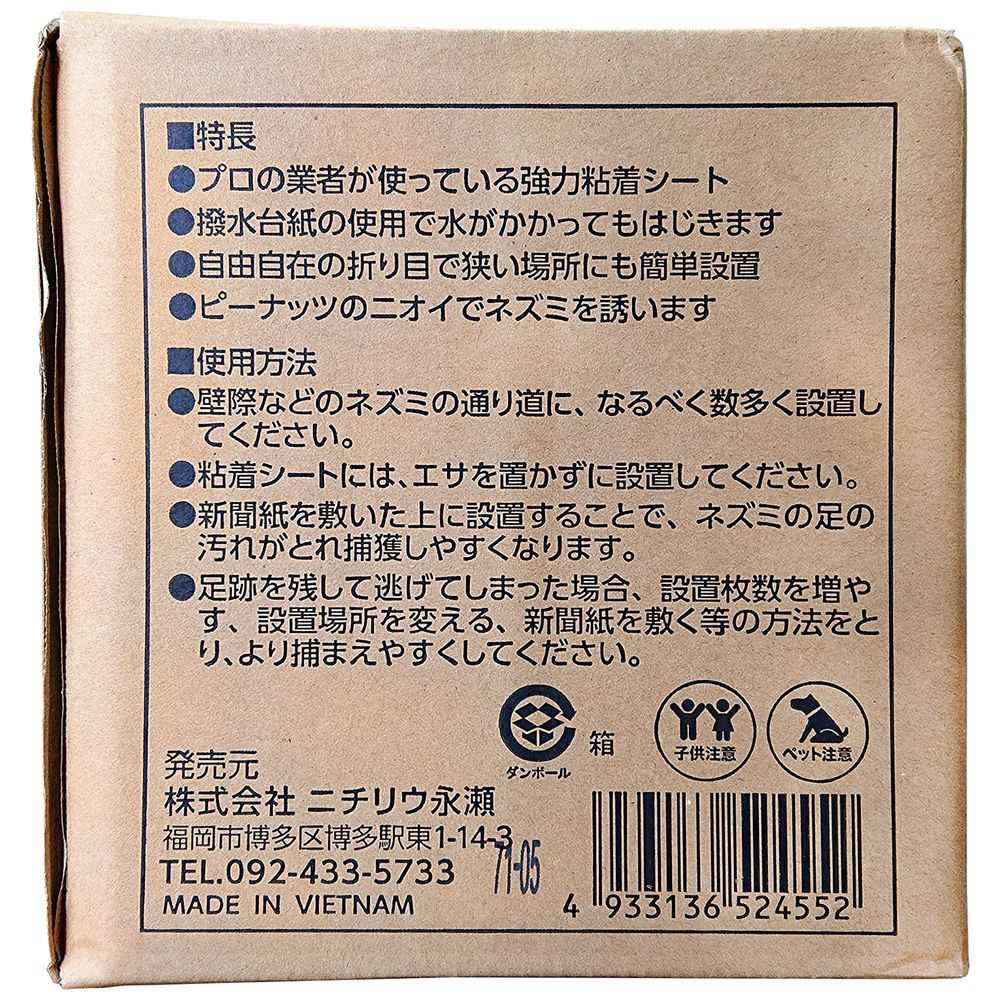 ■特長
●プロの業者が使っている強力粘着シート
●撥水台紙の使用で水がかかってもはじきます
●自由自在の折り目で狭い場所にも簡単設置
●ピーナッツのニオイでネズミを誘います
■使用方法
●壁際などのネズミの通り道に、なるべく数多く設置し
てください。
●粘着シートには、エサを置かずに設置してください。
●新聞紙を敷いた上に設置することで、ネズミの足の
汚れがとれ捕獲しやすくなります。
●足跡を残して逃げてしまった場合、設置枚数を増や
す、設置場所を変える、新聞紙を敷く等の方法をと
り、より捕まえやすくしてください。
ダンボール
箱
子供注意
ペット注意
発売元
株式会社 ニチリウ永瀬
福岡市博多区博多駅東1-14-3
TEL.092-433-5733
MADE IN VIETNAM
71-05
4 933136 524552